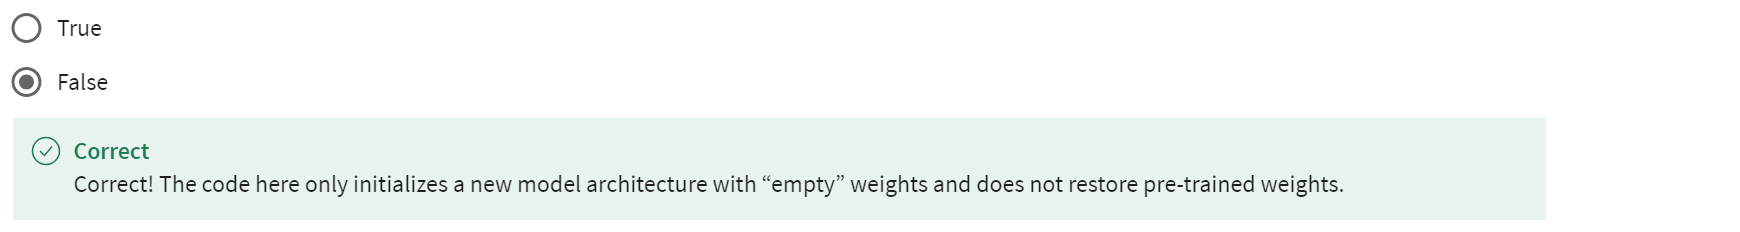 True
False
Correct
Correct! The code here only initializes a new model architecture with “empty” weights and does not restore pre-trained weights.